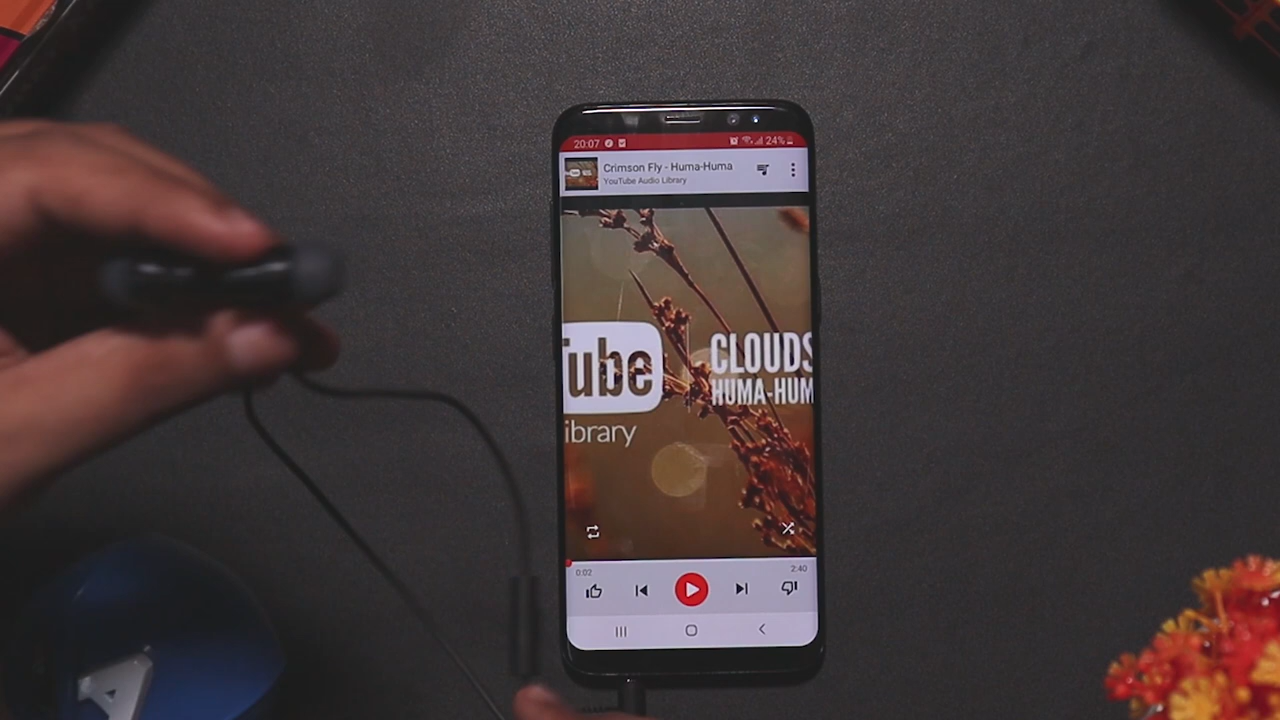 20:07
24%
Crimson Fly - Huma-Huma
YouTube Audio Library
Tube
CLOUDS
HUMA-HUM
ibrary
0:02
2:40
A